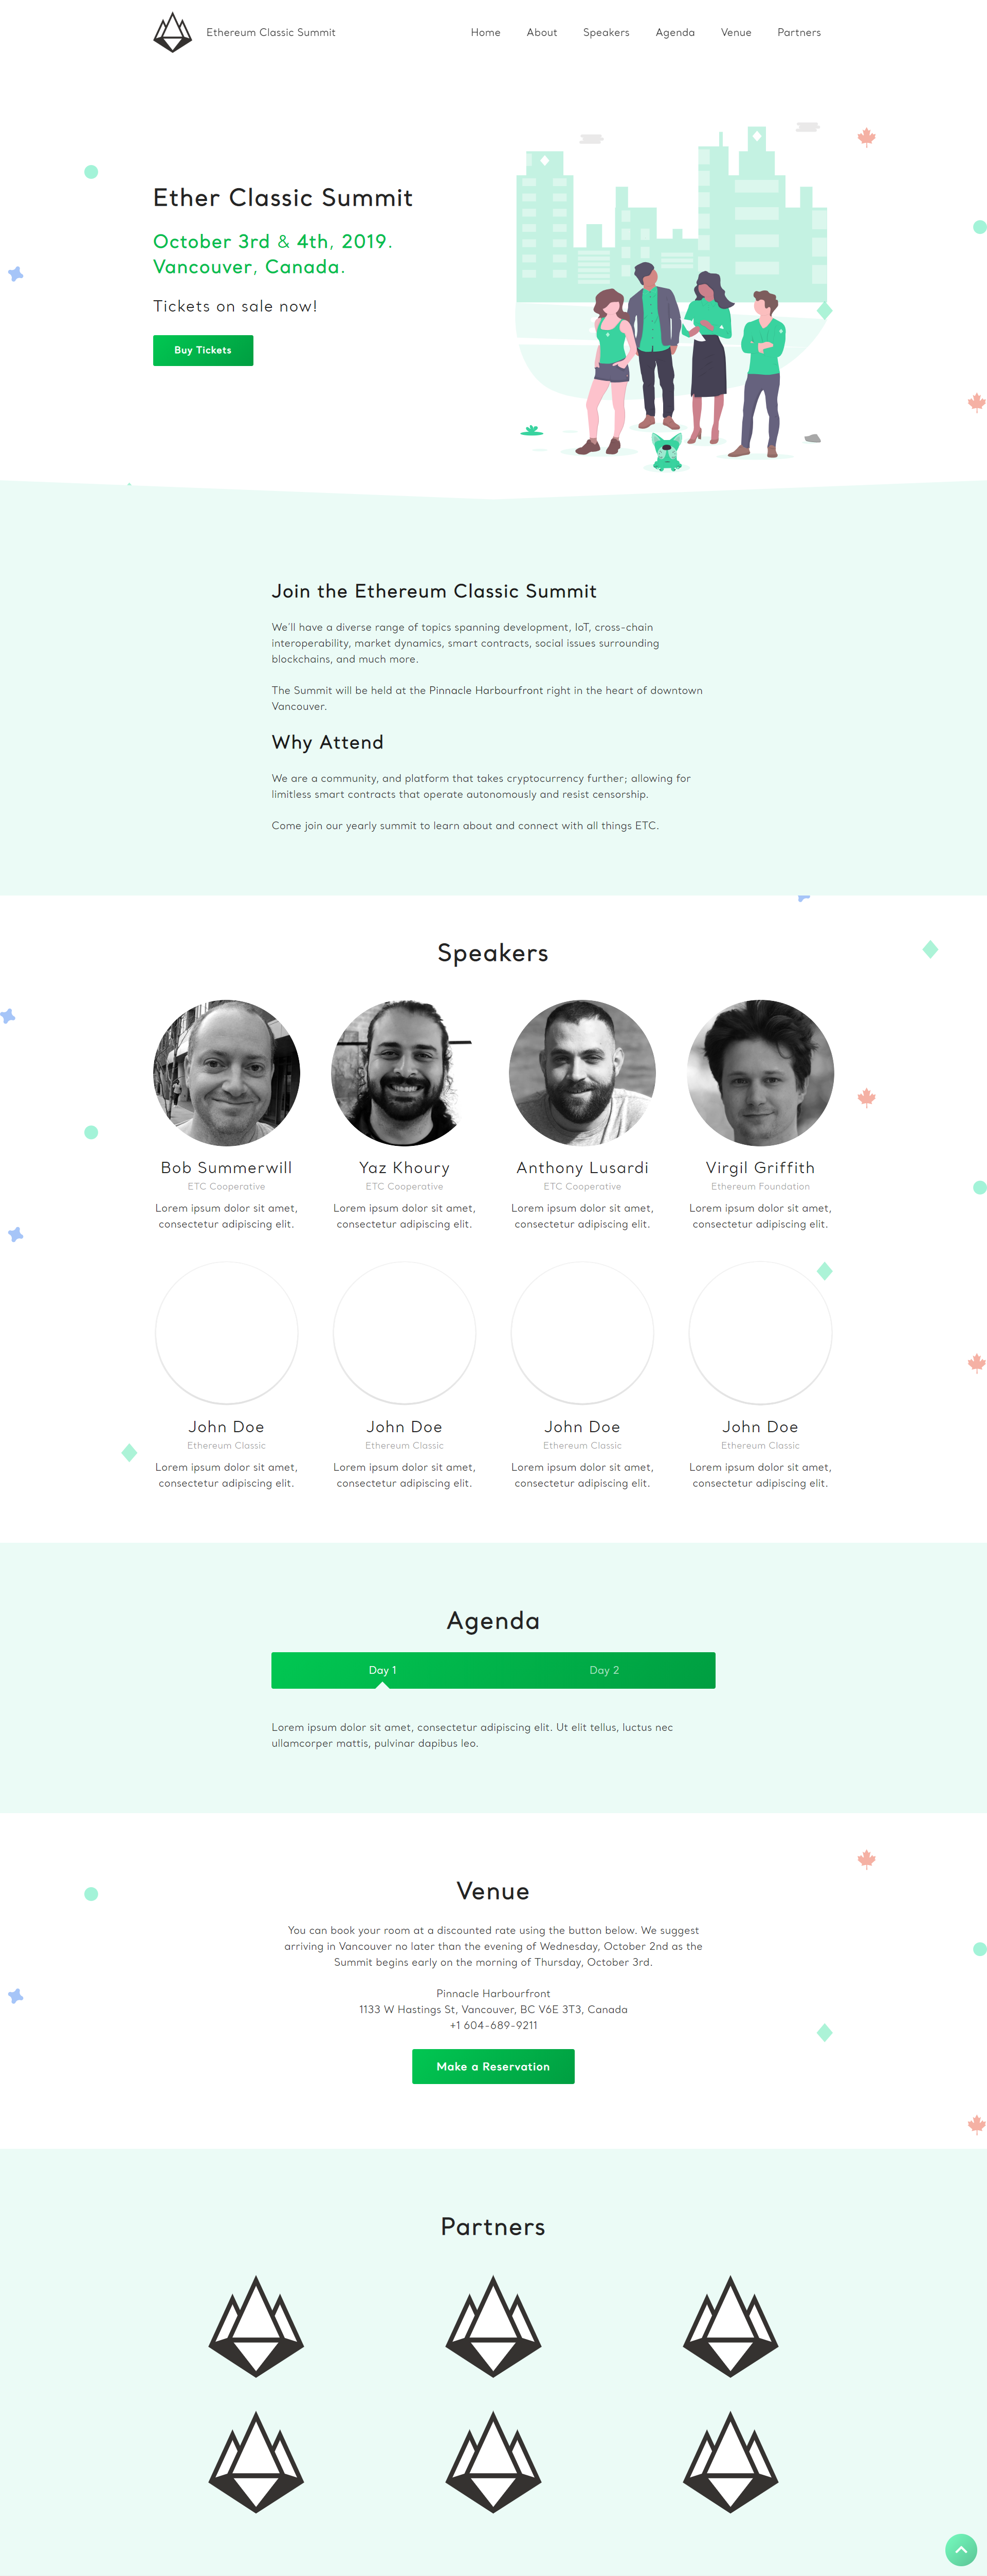 Ethereum Classic Summit
Home About Speakers Agenda Venue Partners
Ether Classic Summit
October 3rd & 4th, 2019.
Vancouver, Canada.
Tickets on sale now!
Buy Tickets
Join the Ethereum Classic Summit
We'll have a diverse range of topics spanning development, IoT, cross-chain
interoperability, market dynamics, smart contracts, social issues surrounding
blockchains, and much more.
The Summit will be held at the Pinnacle Harbourfront right in the heart of downtown
Vancouver.
Why Attend
We are a community, and platform that takes cryptocurrency further; allowing for
limitless smart contracts that operate autonomously and resist censorship.
Come join our yearly summit to learn about and connect with all things ETC.
Speakers
Bob Summerwill
ETC Cooperative
Lorem ipsum dolor sit amet,
consectetur adipiscing elit.
Yaz Khoury
ETC Cooperative
Lorem ipsum dolor sit amet,
consectetur adipiscing elit.
Anthony Lusardi
ETC Cooperative
Lorem ipsum dolor sit amet,
consectetur adipiscing elit.
Virgil Griffith
Ethereum Foundation
Lorem ipsum dolor sit amet,
consectetur adipiscing elit.
John Doe
Ethereum Classic
Lorem ipsum dolor sit amet,
consectetur adipiscing elit.
John Doe
Ethereum Classic
Lorem ipsum dolor sit amet,
consectetur adipiscing elit.
John Doe
Ethereum Classic
Lorem ipsum dolor sit amet,
consectetur adipiscing elit.
John Doe
Ethereum Classic
Lorem ipsum dolor sit amet,
consectetur adipiscing elit.
Agenda
Day 1 Day 2
Lorem ipsum dolor sit amet, consectetur adipiscing elit. Ut elit tellus, luctus nec
ullamcorper mattis, pulvinar dapibus leo.
Venue
You can book your room at a discounted rate using the button below. We suggest
arriving in Vancouver no later than the evening of Wednesday, October 2nd as the
Summit begins early on the morning of Thursday, October 3rd.
Pinnacle Harbourfront
1133 W Hastings St, Vancouver, BC V6E 3T3, Canada
+1 604-689-9211
Make a Reservation
Partners